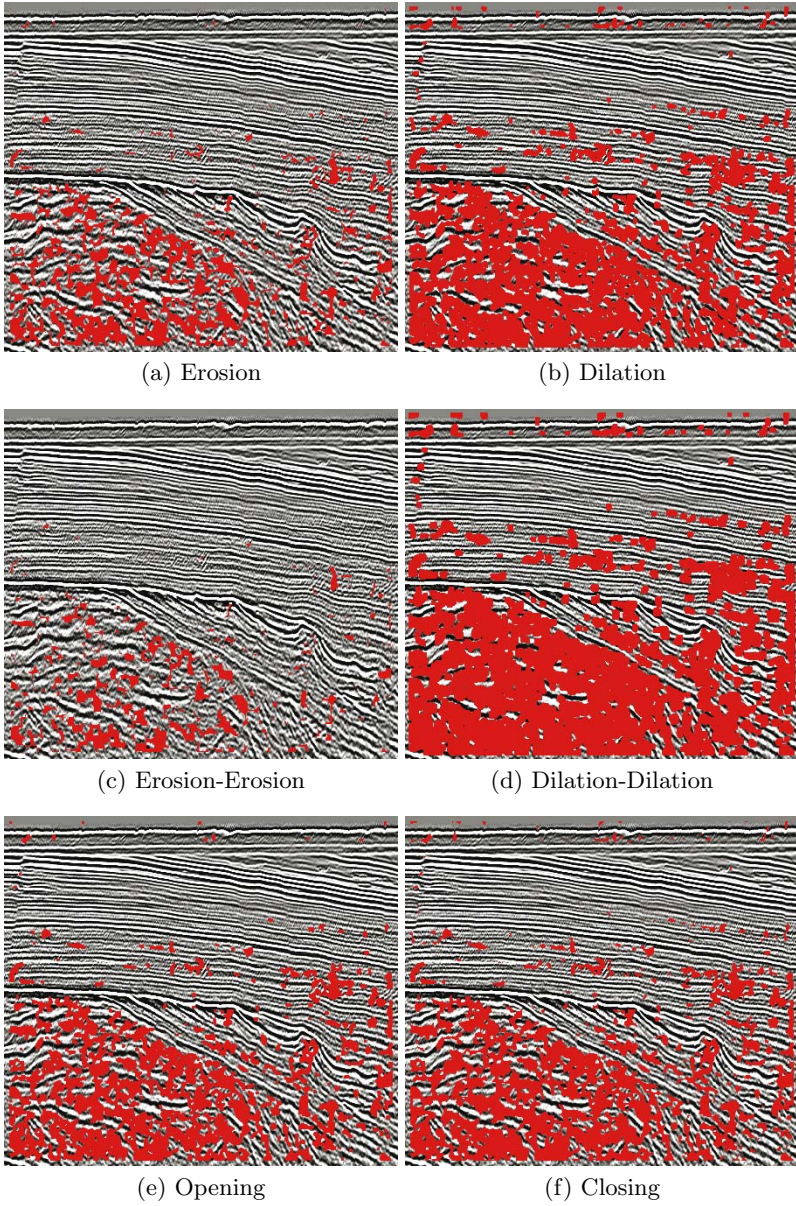 (a) Erosion
(b) Dilation
(c) Erosion-Erosion
(d) Dilation-Dilation
(e) Opening
(f) Closing